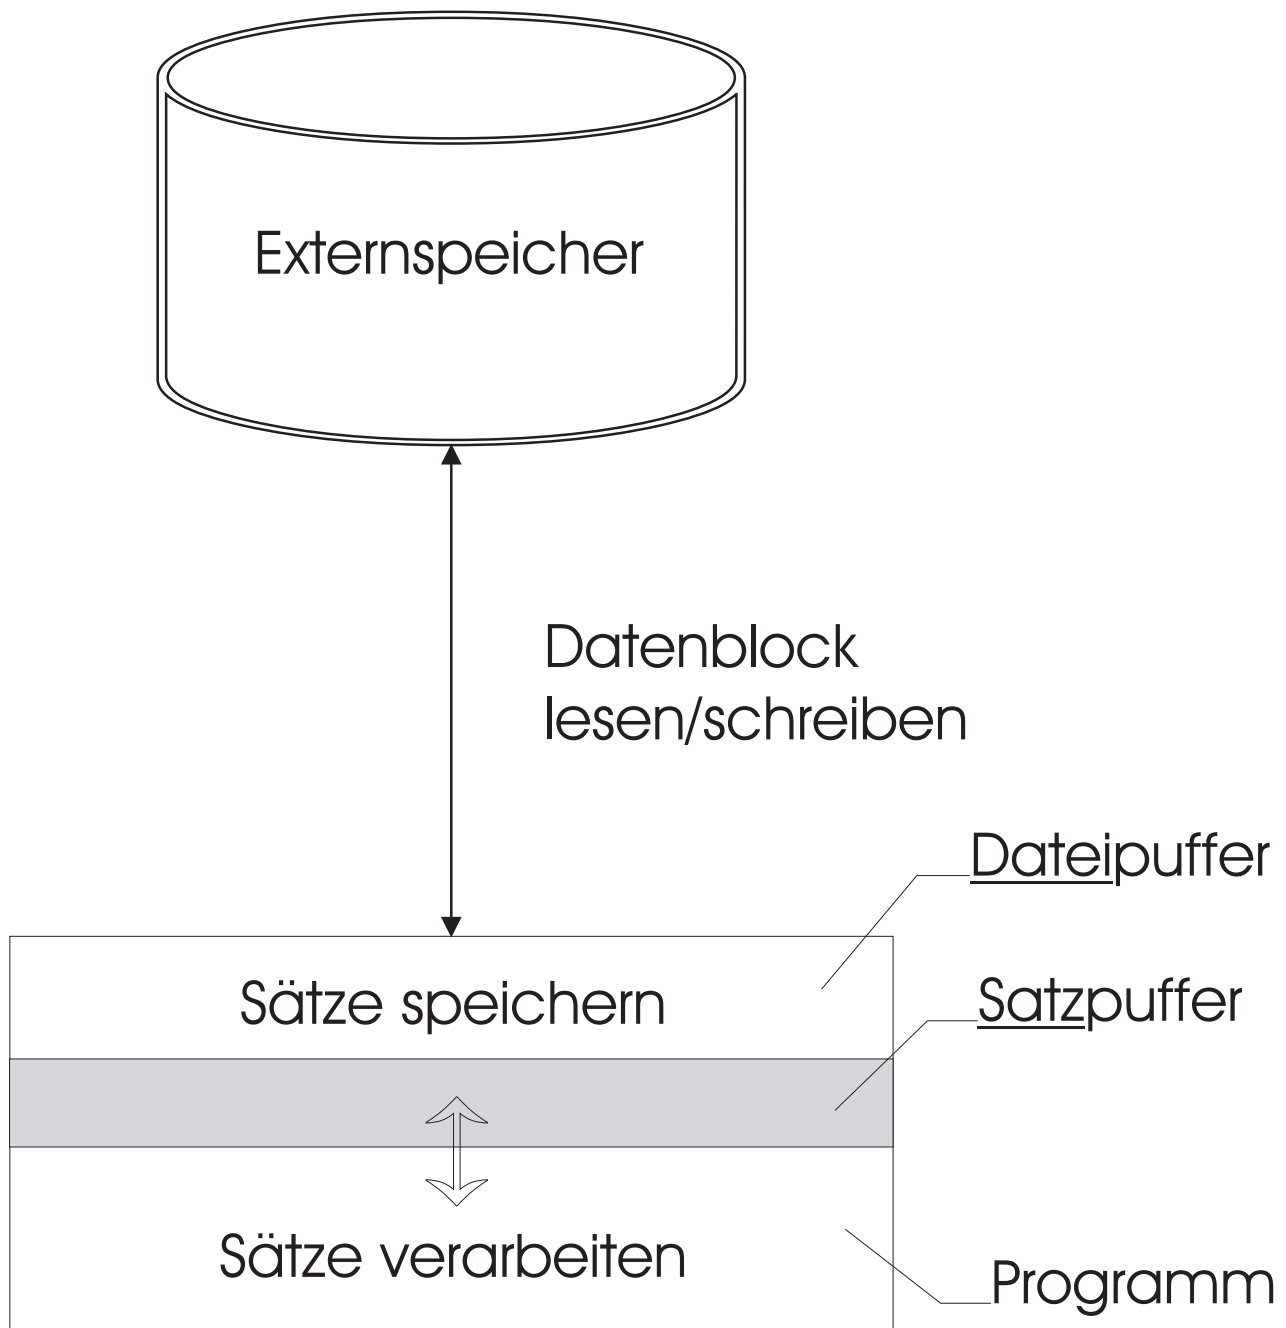 Externspeicher
Datenblock
lesen/schreiben
Dateipuffer
Sätze speichern
Satzpuffer
Sätze verarbeiten
Programm